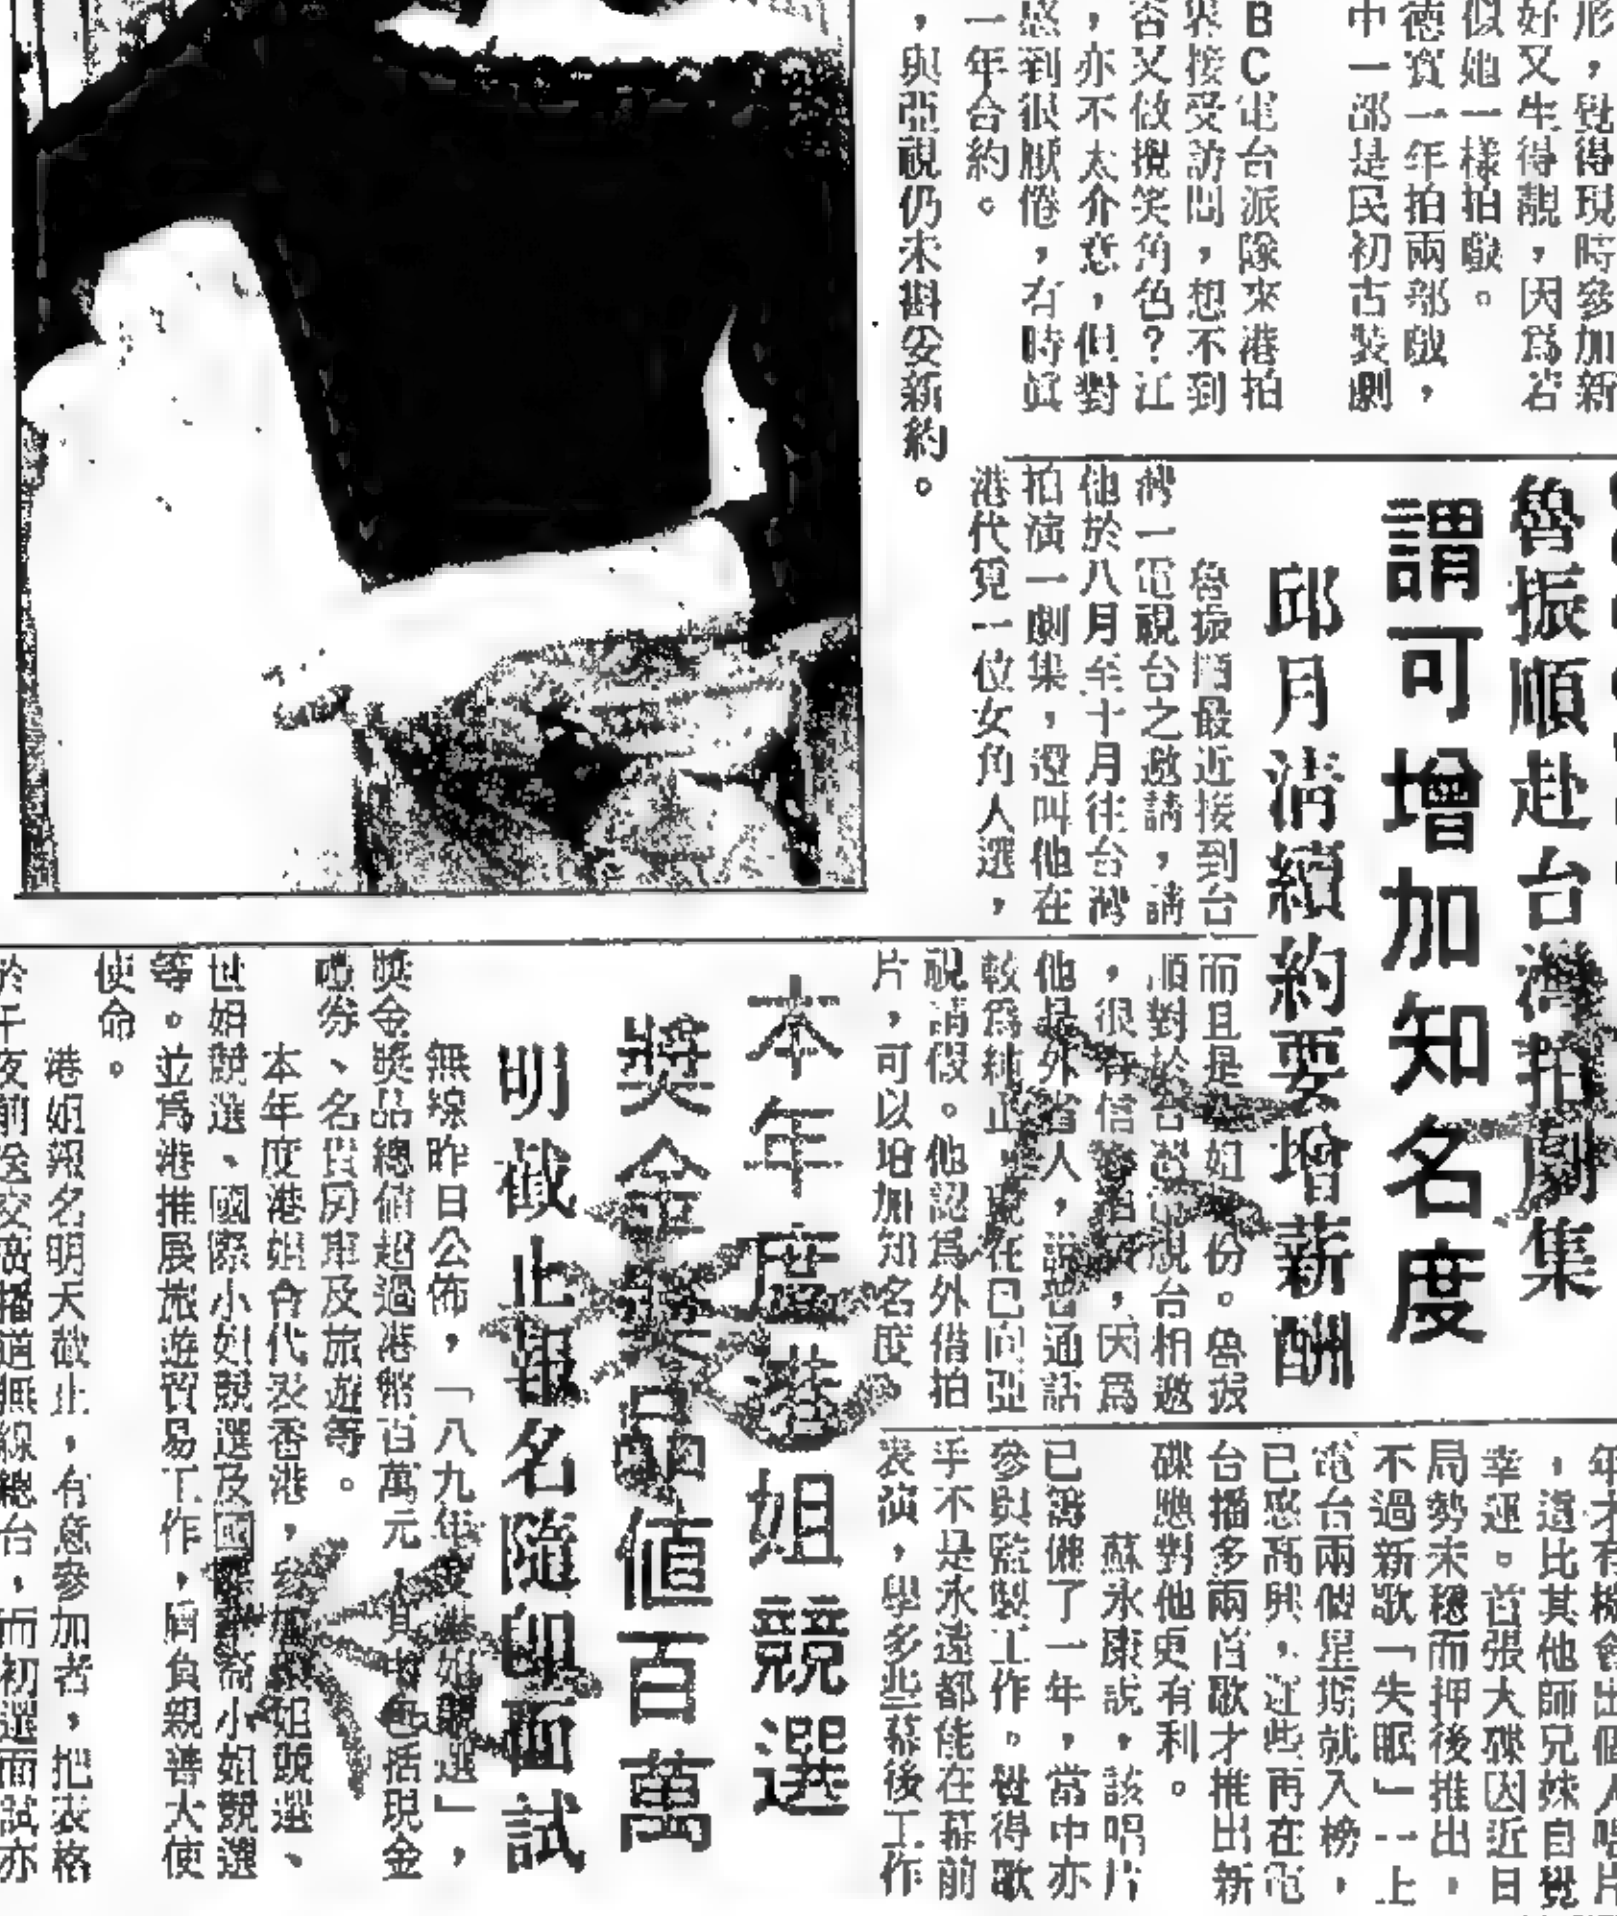 形，覺得現時參加新
好又生得靚，因爲若
似她一樣拍戲。
德寶一年拍兩部戲，
中一部是民初古裝劇
BC電台派隊來港拍
界接受訪問，想不到
否又做攪笑角色？江
，亦不太介意，但對
感到很厭倦，有時眞
一年合約。
，與亞視仍未斟妥新約。
魯振順赴台灣拍劇集
謂可增加知名度
邱月清續約要增薪酬
魯振順最近接到台
灣一電視台之邀請，請
他於八月至十月往台灣
拍演一劇集，還叫他在
港代覓一位女角人選，
而且是　姐　份。魯振
順對於台灣電視台相邀
，很有信　　，因爲
他是外省人，　　通話
較爲純正，現在已向亞
視請假。他認爲外借拍
片，可以增加知名度。
年才有機會出個人唱片
，這比其他師兄妹自覺
幸運。首張大碟因近日
局勢未穩而押後推出，
不過新歌「失眠」一上
電台兩個星期就入榜，
已感高興，這些再在電
台播多兩首歌才推出新
碟應對他更有利。
蘇永康說，該唱片
已籌備了一年，當中亦
參與監製工作。覺得歌
手不是永遠都能在幕前
表演，學多些幕後工作
本年度港姐競選
獎金獎品值百萬
明截止報名隨即面試
無線昨日公佈，「八九年度港姐競選」，
獎金獎品總值超過港幣百萬元，其中包括現金
禮券、名貴房車及旅遊等。
本年度港姐會代表香港，參加　姐競選、
世姐競選、國際小姐競選及國際　裔小姐競選
等。並爲港推展旅遊貿易工作，肩負親善大使
使命。
港姐報名明天截止，有意參加者，把表格
於午夜前送交廣播道無線總台，而初選面試亦